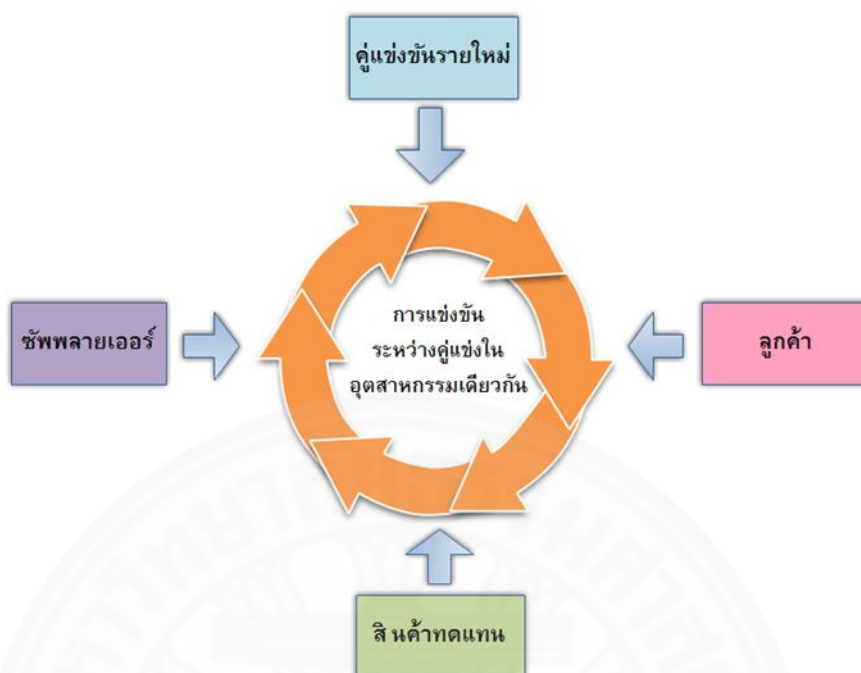 คู่แข่งขันรายใหม่
ซัพพลายเออร์
การแข่งขัน
ระหว่างคู่แข่งใน
อุตสาหกรรมเดียวกัน
ลูกค้า
สินค้าทดแทน